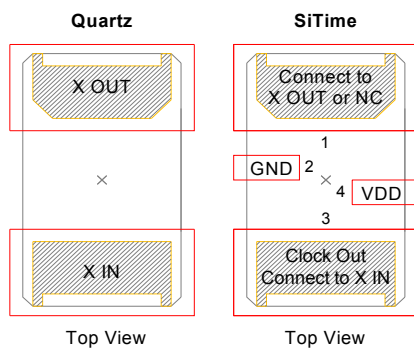 Quartz
SiTime
X OUT
Connect to
X OUT or NC
1
GND
2
4
VDD
3
X IN
Clock Out
Connect to X IN
Top View
Top View